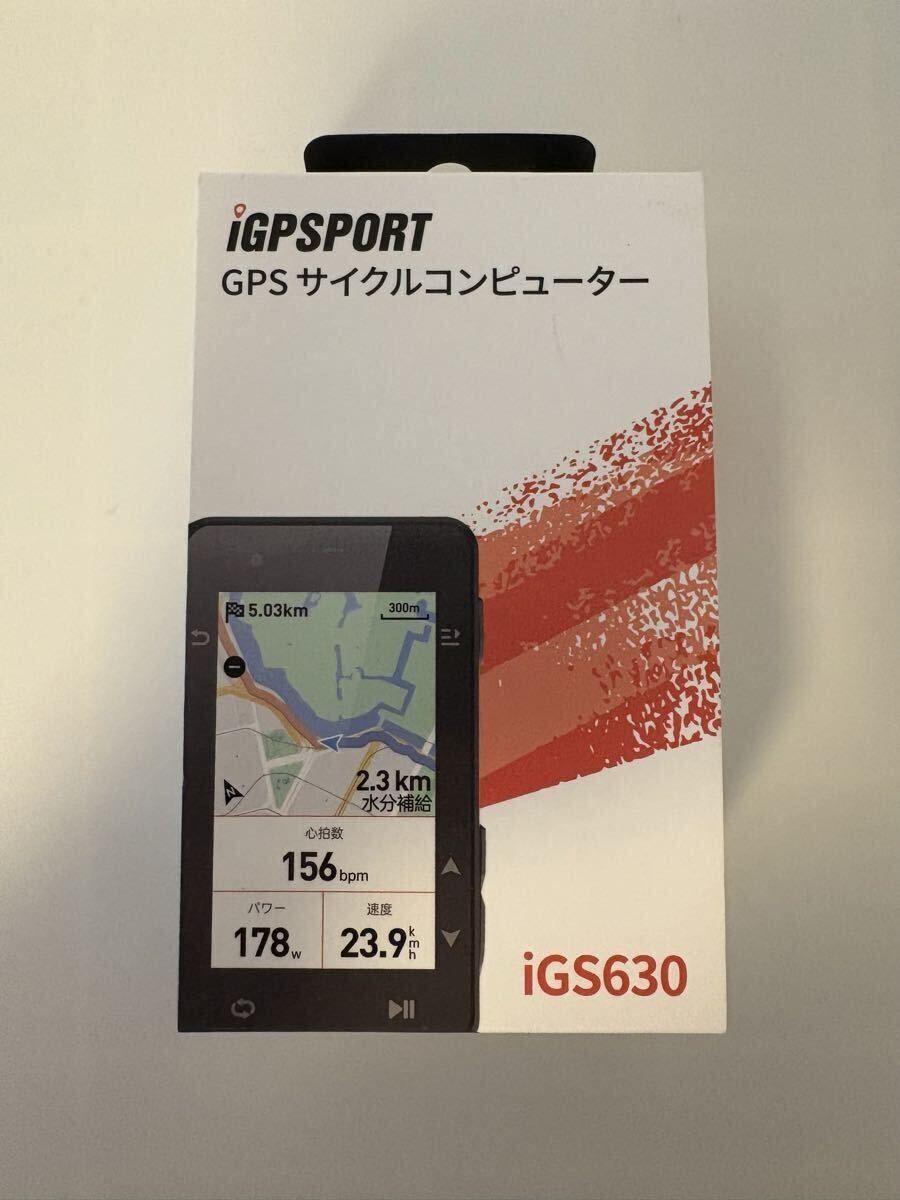 iGPSPORT
GPS サイクルコンピューター
5.03km
300m
2.3 km
水分補給
心拍数
156bpm
パワー
速度
178w
23.9kmh
iGS630